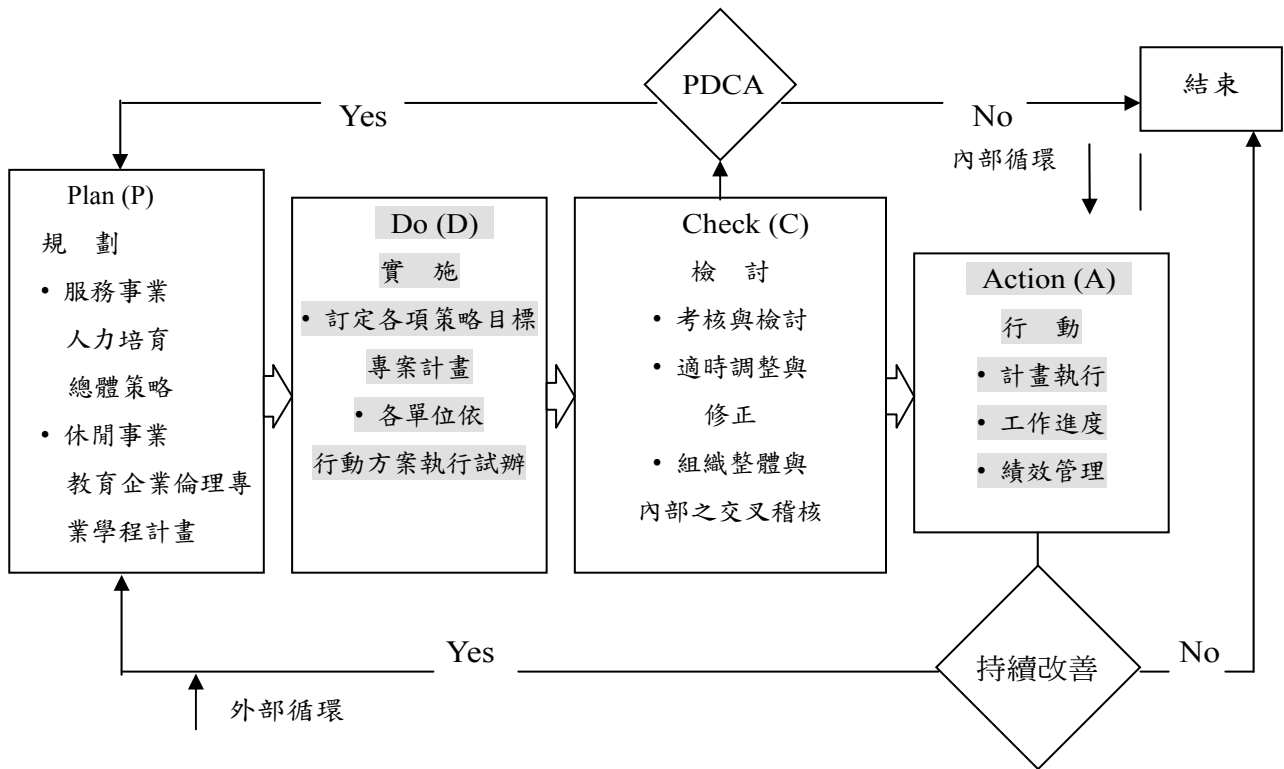 PDCA
結束
Yes
No
內部循環
Plan (P)
規 劃
• 服務事業
人力培育
總體策略
• 休閒事業
教育企業倫理專
業學程計畫
Do (D)
實 施
• 訂定各項策略目標
專案計畫
• 各單位依
行動方案執行試辦
Check (C)
檢 討
• 考核與檢討
• 適時調整與
修正
• 組織整體與
內部之交叉稽核
Action (A)
行 動
• 計畫執行
• 工作進度
• 績效管理
Yes
持續改善
No
外部循環